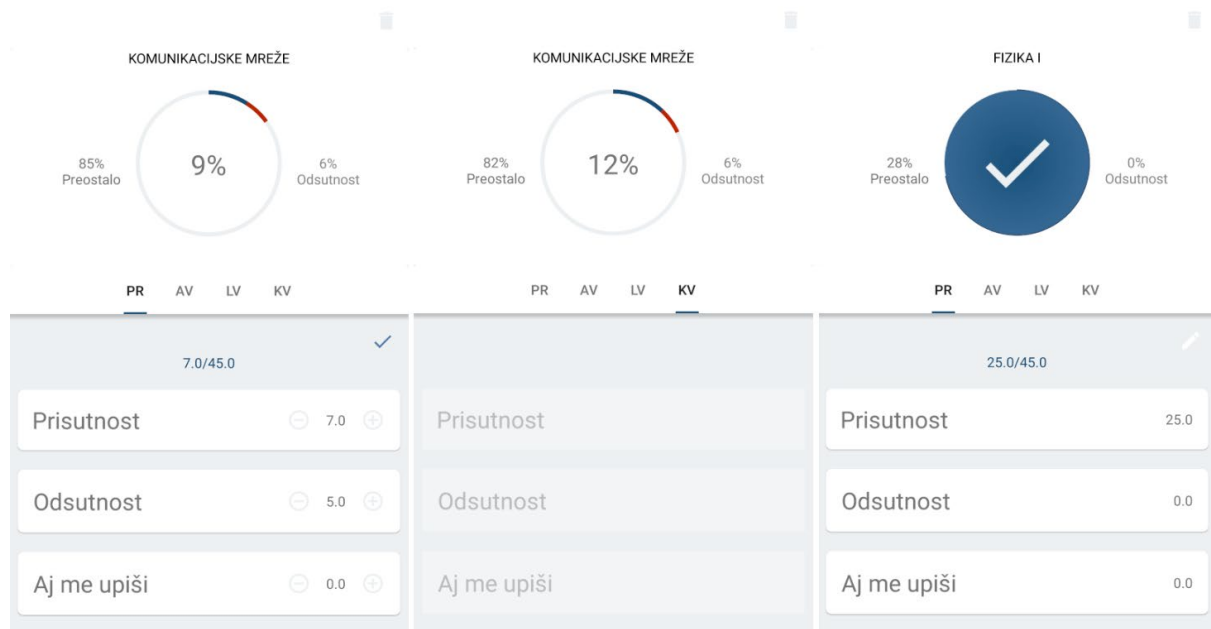 KOMUNIKACIJSKE MREŽE
85%
Preostalo
9%
6%
Odsutnost
PR AV LV KV
7.0/45.0
Prisutnost 7.0
Odsutnost 5.0
Aj me upiši 0.0
KOMUNIKACIJSKE MREŽE
82%
Preostalo
12%
6%
Odsutnost
PR AV LV KV
Prisutnost
Odsutnost
Aj me upiši
FIZIKA I
28%
Preostalo
0%
Odsutnost
PR AV LV KV
25.0/45.0
Prisutnost 25.0
Odsutnost 0.0
Aj me upiši 0.0